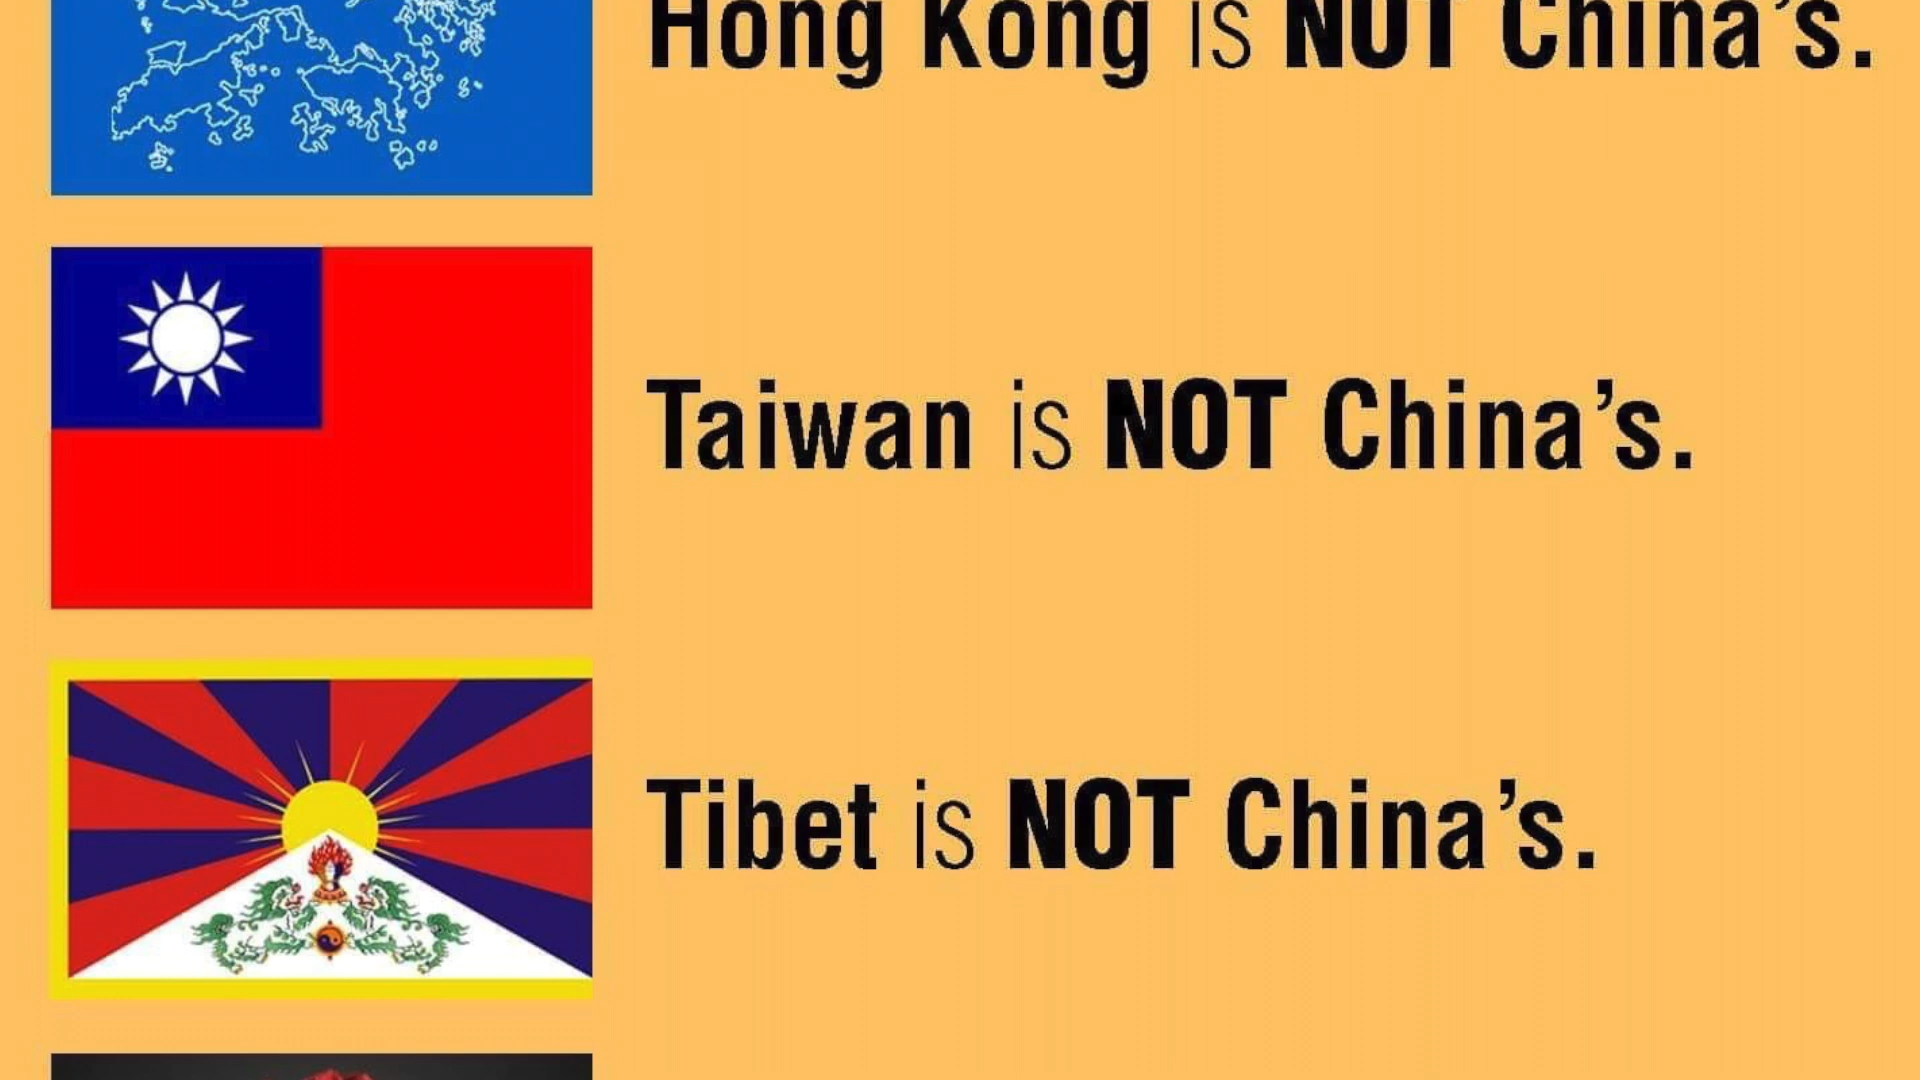 Hong Kong is NOT China’s.
Taiwan is NOT China’s.
Tibet is NOT China’s.